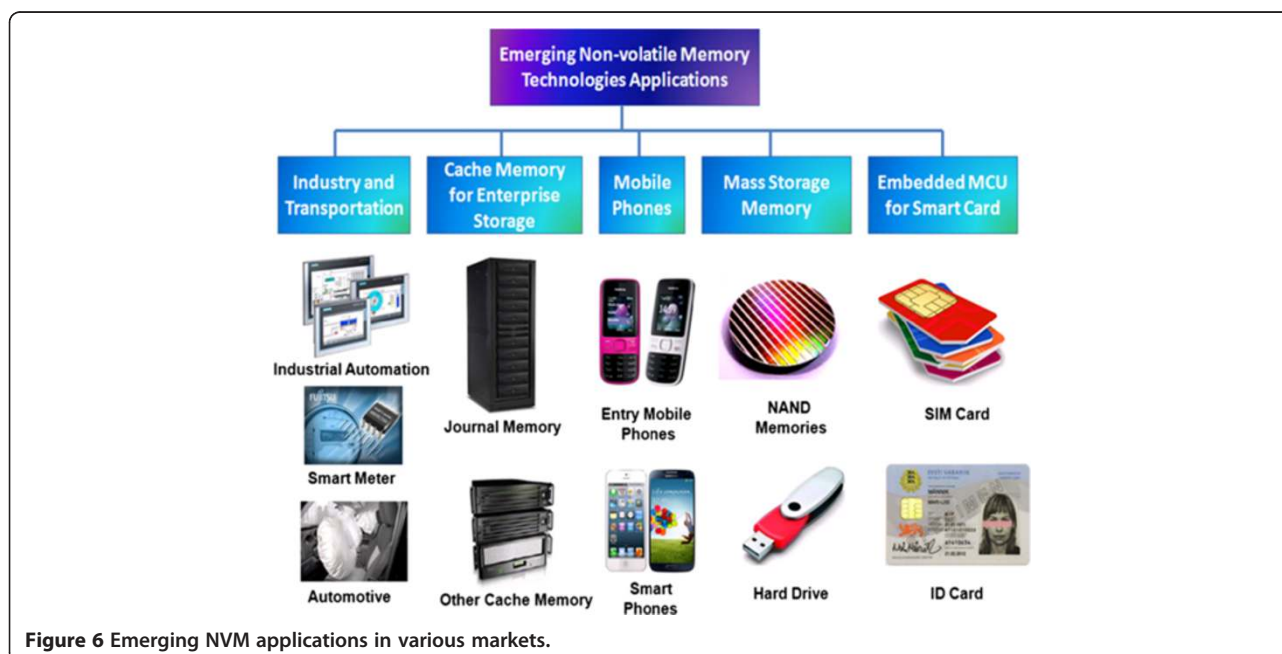 Emerging Non-volatile Memory
Technologies Applications
Industry and
Transportation
Cache Memory
for Enterprise
Storage
Mobile
Phones
Mass Storage
Memory
Embedded MCU
for Smart Card
Industrial Automation
FUJITSU
Smart Meter
Automotive
Journal Memory
Other Cache Memory
Entry Mobile
Phones
Smart
Phones
NAND
Memories
Hard Drive
SIM Card
ID Card
Figure 6 Emerging NVM applications in various markets.